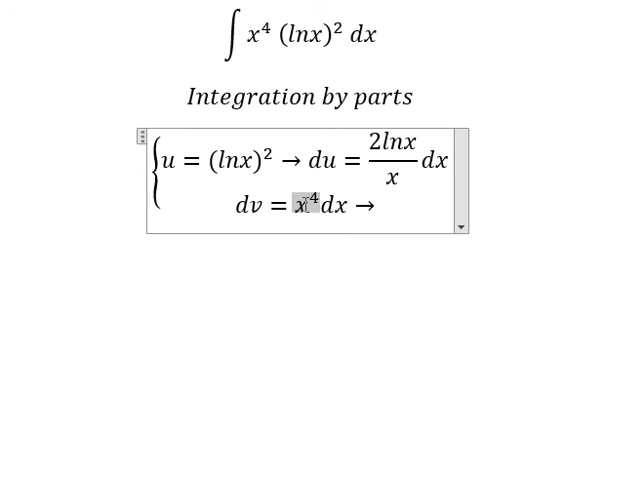 ∫ x⁴ (lnx)² dx
Integration by parts
u = (lnx)² → du = 2lnx/x dx
dv = x⁴dx →